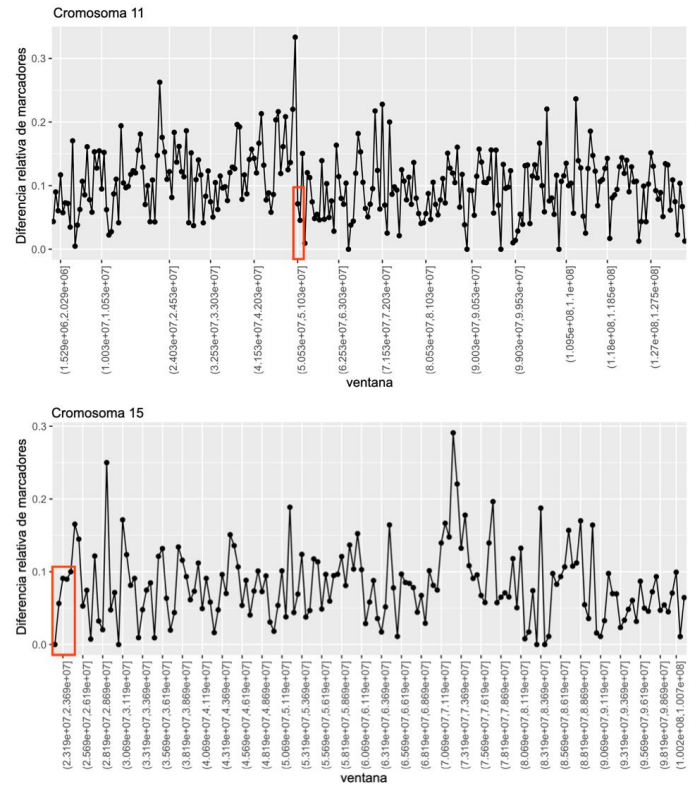 Cromosoma 11
Diferencia relativa de marcadores
0.3
0.2
0.1
0.0
(1.529e+06,2.029e+06]
(1.003e+07,1.053e+07]
(2.403e+07,2.453e+07]
(3.253e+07,3.303e+07]
(4.153e+07,4.203e+07]
(5.053e+07,5.103e+07]
(6.253e+07,6.303e+07]
(7.153e+07,7.203e+07]
(8.053e+07,8.103e+07]
(9.003e+07,9.053e+07]
(9.903e+07,9.953e+07]
(1.095e+08,1.1e+08]
(1.18e+08,1.185e+08]
(1.27e+08,1.275e+08]
ventana
Cromosoma 15
Diferencia relativa de marcadores
0.3
0.2
0.1
0.0
(2.319e+07,2.369e+07]
(2.569e+07,2.619e+07]
(2.819e+07,2.869e+07]
(3.069e+07,3.119e+07]
(3.319e+07,3.369e+07]
(3.569e+07,3.619e+07]
(3.819e+07,3.869e+07]
(4.069e+07,4.119e+07]
(4.319e+07,4.369e+07]
(4.569e+07,4.619e+07]
(4.819e+07,4.869e+07]
(5.069e+07,5.119e+07]
(5.319e+07,5.369e+07]
(5.569e+07,5.619e+07]
(5.819e+07,5.869e+07]
(6.069e+07,6.119e+07]
(6.319e+07,6.369e+07]
(6.569e+07,6.619e+07]
(6.819e+07,6.869e+07]
(7.069e+07,7.119e+07]
(7.319e+07,7.369e+07]
(7.569e+07,7.619e+07]
(7.819e+07,7.869e+07]
(8.069e+07,8.119e+07]
(8.319e+07,8.369e+07]
(8.569e+07,8.619e+07]
(8.819e+07,8.869e+07]
(9.069e+07,9.119e+07]
(9.319e+07,9.369e+07]
(9.569e+07,9.619e+07]
(9.819e+07,9.869e+07]
(1.002e+08,1.007e+08]
ventana